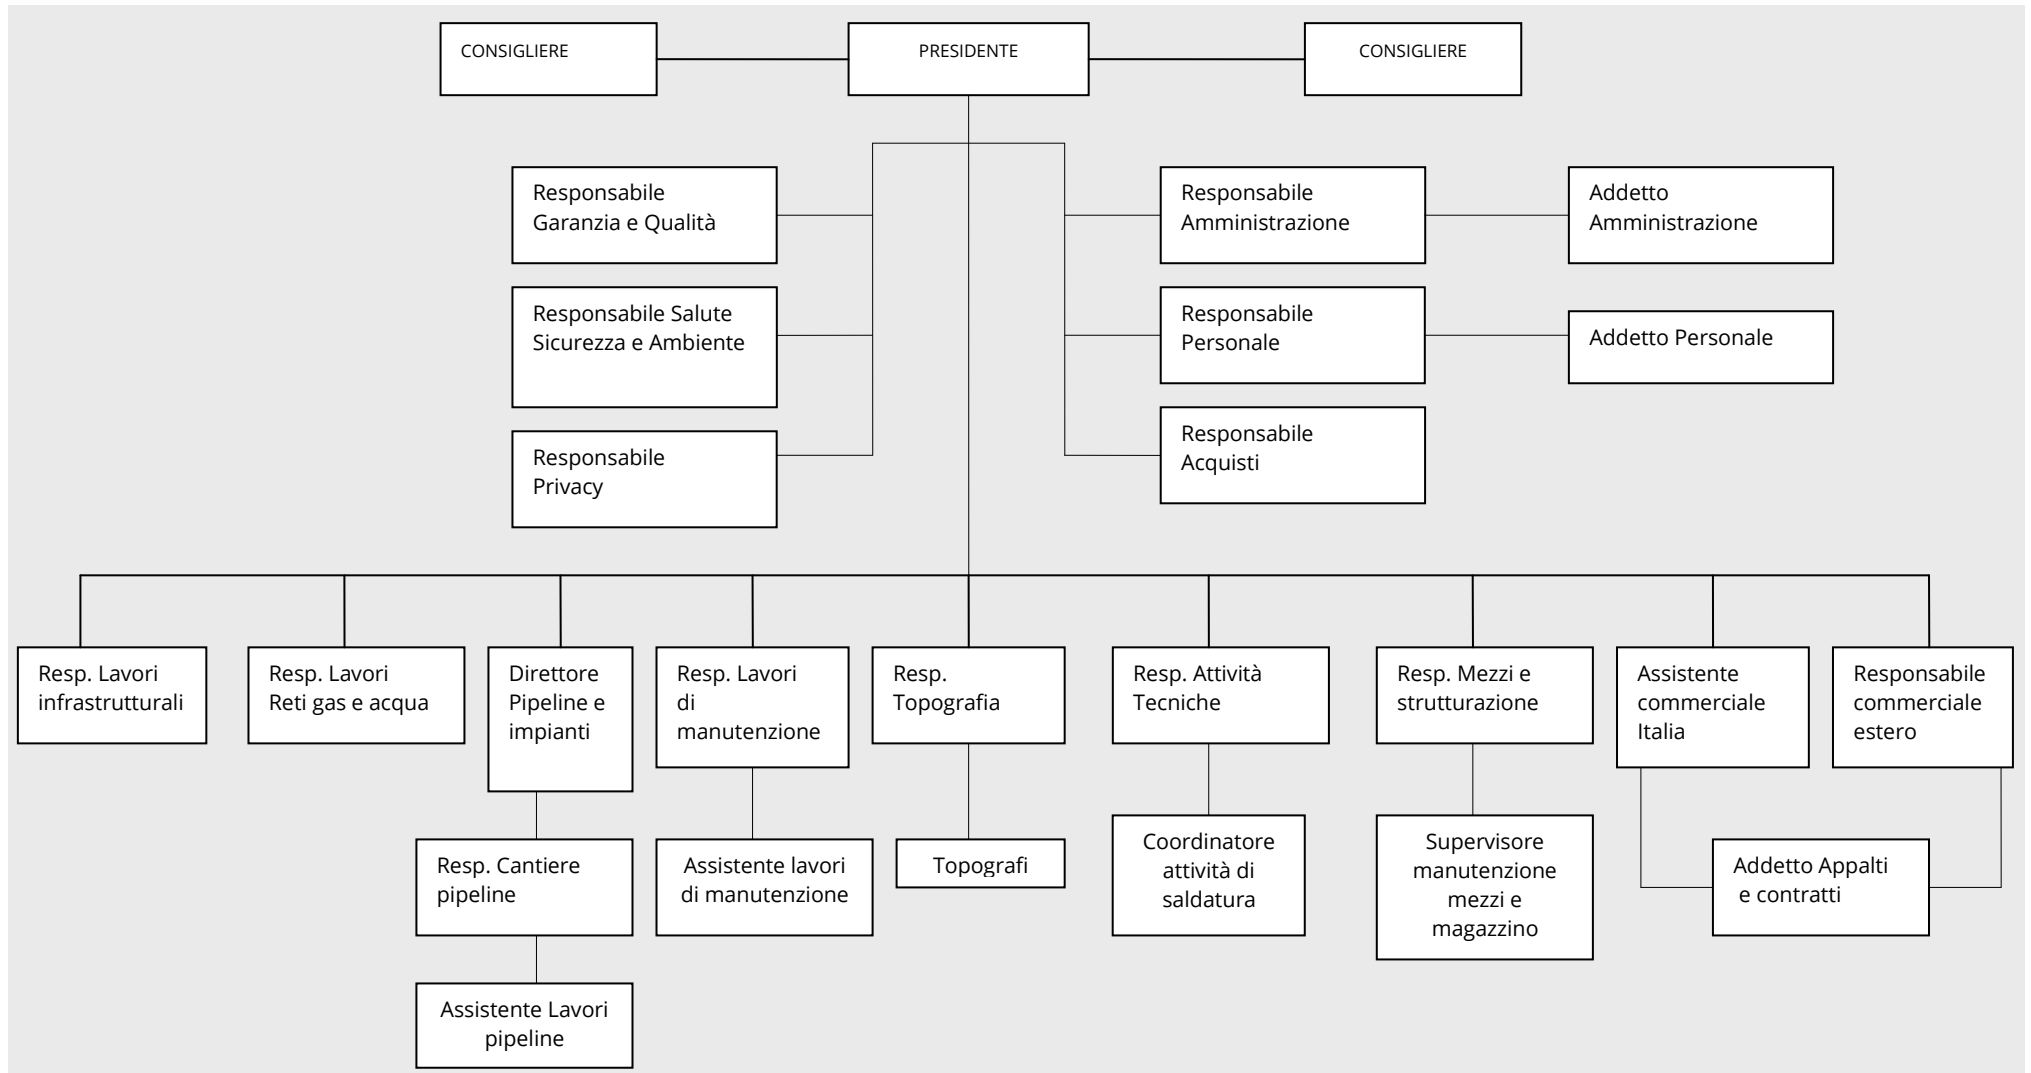 CONSIGLIERE
PRESIDENTE
CONSIGLIERE
Responsabile
Garanzia e Qualità
Responsabile
Amministrazione
Addetto
Amministrazione
Responsabile Salute
Sicurezza e Ambiente
Responsabile
Personale
Addetto Personale
Responsabile
Privacy
Responsabile
Acquisti
Resp. Lavori
infrastrutturali
Resp. Lavori
Reti gas e acqua
Direttore
Pipeline e
impianti
Resp. Lavori
di
manutenzione
Resp.
Topografia
Resp. Attività
Tecniche
Resp. Mezzi e
strutturazione
Assistente
commerciale
Italia
Responsabile
commerciale
estero
Resp. Cantiere
pipeline
Assistente lavori
di manutenzione
Topografi
Coordinatore
attività di
saldatura
Supervisore
manutenzione
mezzi e
magazzino
Addetto Appalti
e contratti
Assistente Lavori
pipeline